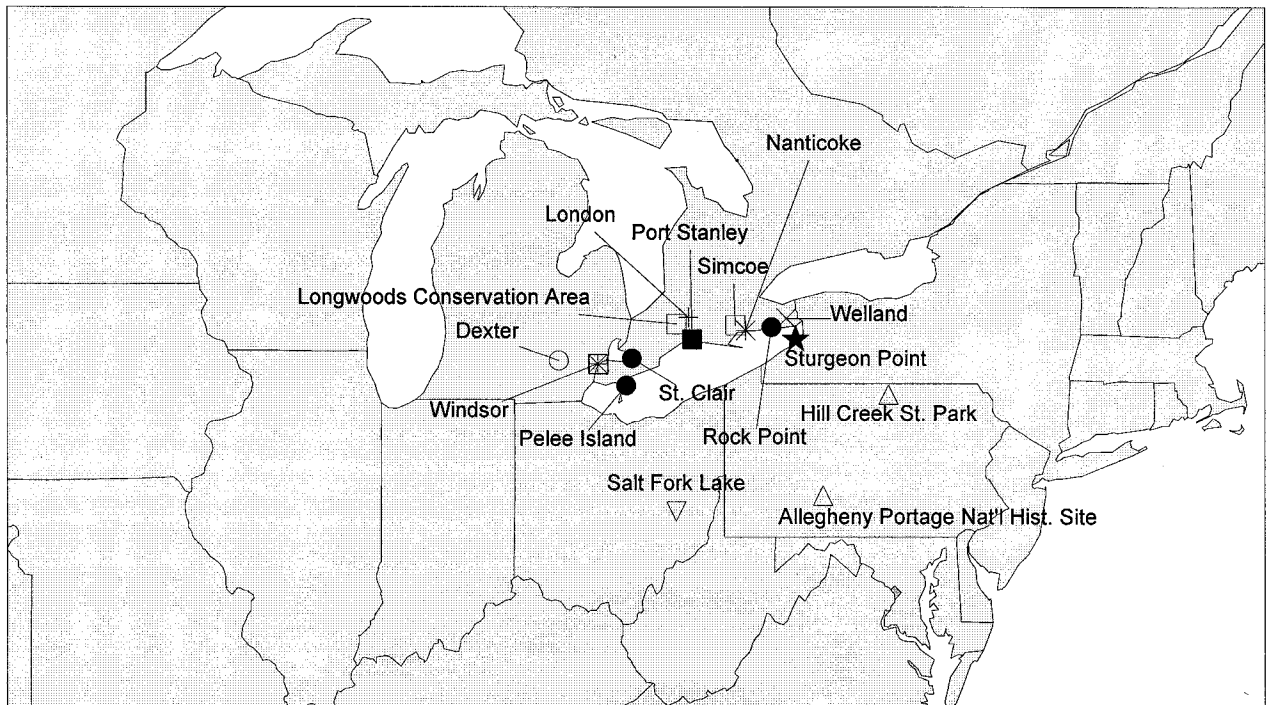 Nanticoke
London
Port Stanley
Simcoe
Longwoods Conservation Area
Welland
Dexter
Sturgeon Point
St. Clair
Windsor
Hill Creek St. Park
Pelee Island
Rock Point
Salt Fork Lake
Allegheny Portage Nat'l Hist. Site